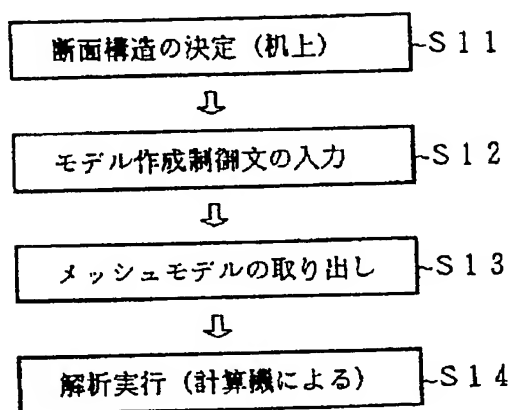 断面構造の決定（机上） S11
モデル作成制御文の入力 S12
メッシュモデルの取り出し S13
解析実行（計算機による） S14